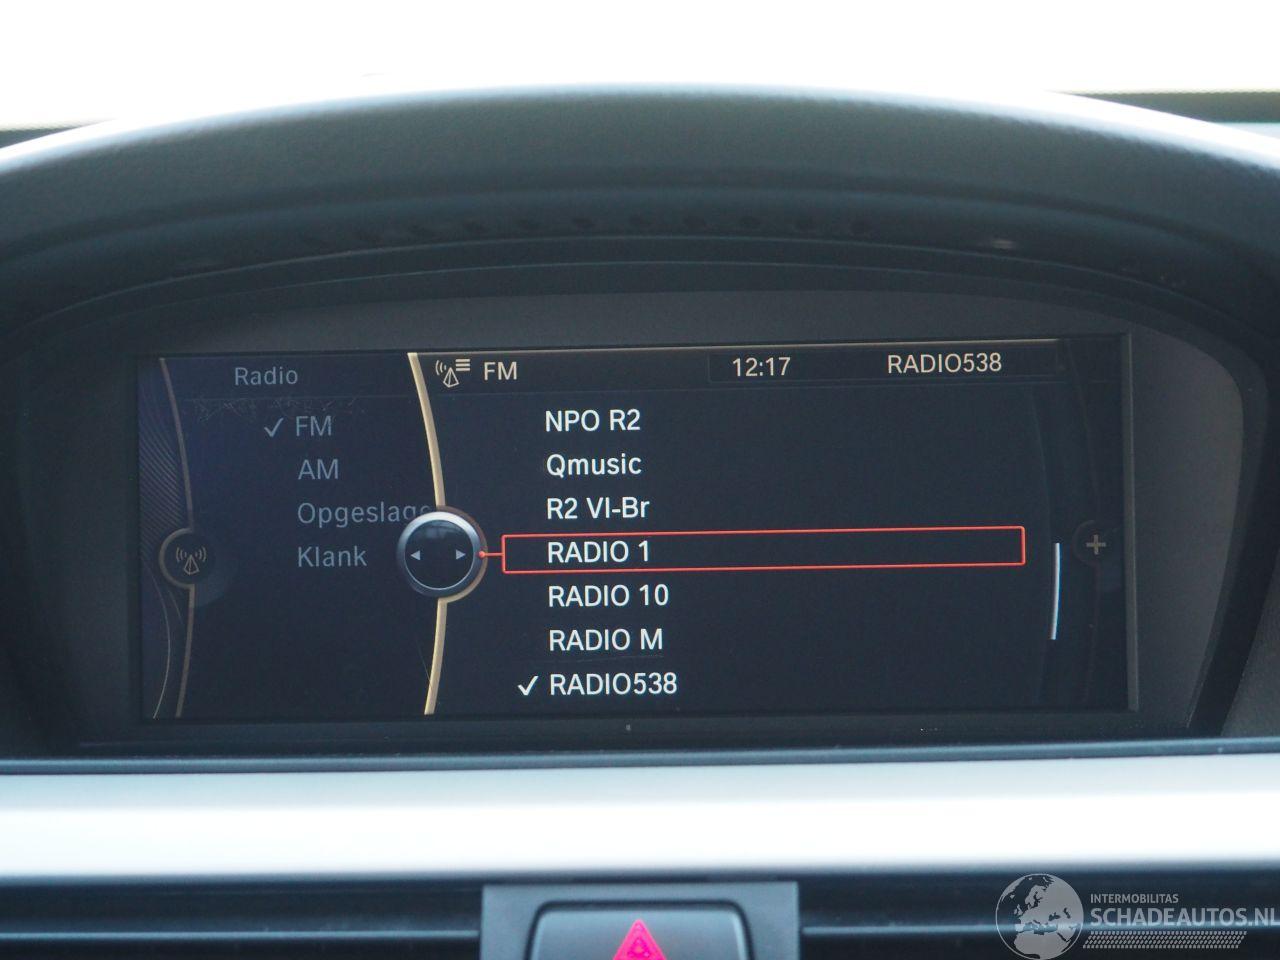 Radio
FM
12:17
RADIO538
FM
AM
Opgeslage
Klank
NPO R2
Qmusic
R2 Vl-Br
RADIO 1
RADIO 10
RADIO M
RADIO538
INTERMOBILITAS
SCHADEAUTOS.NL